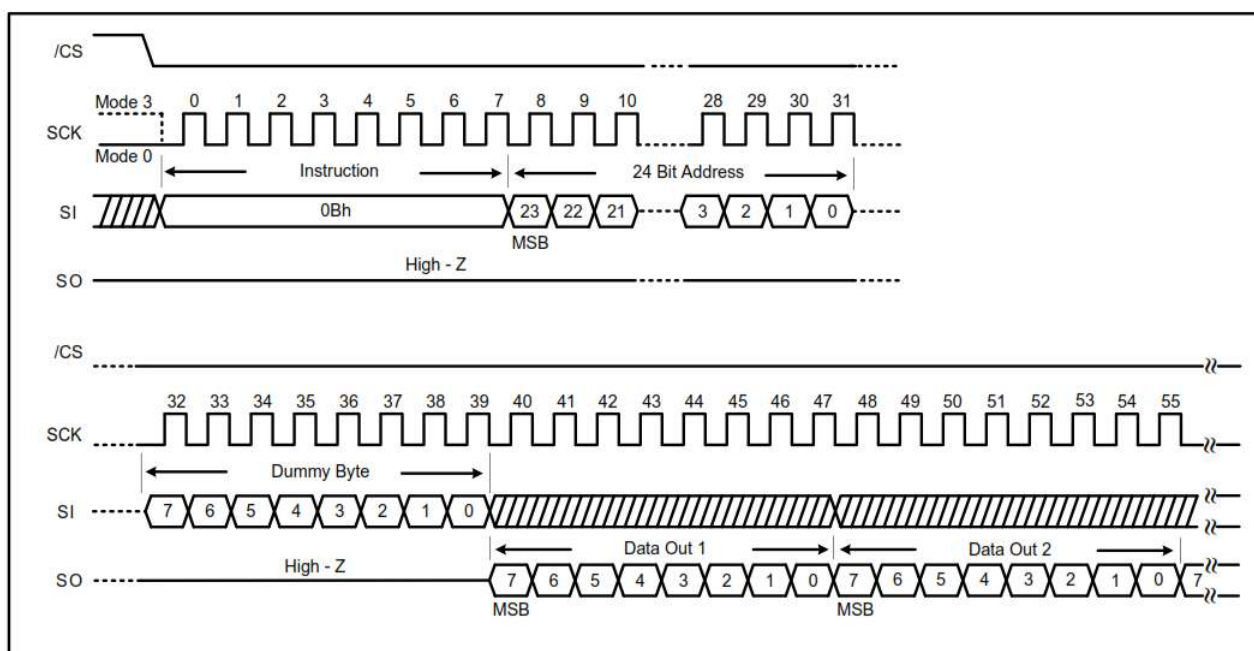 /CS
Mode 3 0 1 2 3 4 5 6 7 8 9 10 28 29 30 31
SCK
Mode 0
Instruction 24 Bit Address
SI 0Bh 23 22 21 3 2 1 0
MSB
High - Z
SO
/CS
32 33 34 35 36 37 38 39 40 41 42 43 44 45 46 47 48 49 50 51 52 53 54 55
SCK
Dummy Byte
SI 7 6 5 4 3 2 1 0
Data Out 1 Data Out 2
High - Z
SO 7 6 5 4 3 2 1 0 7 6 5 4 3 2 1 0 7
MSB MSB